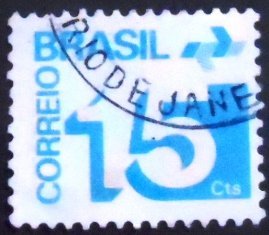 BRASIL
CORREIO
15
Cts
RIO DE JANE